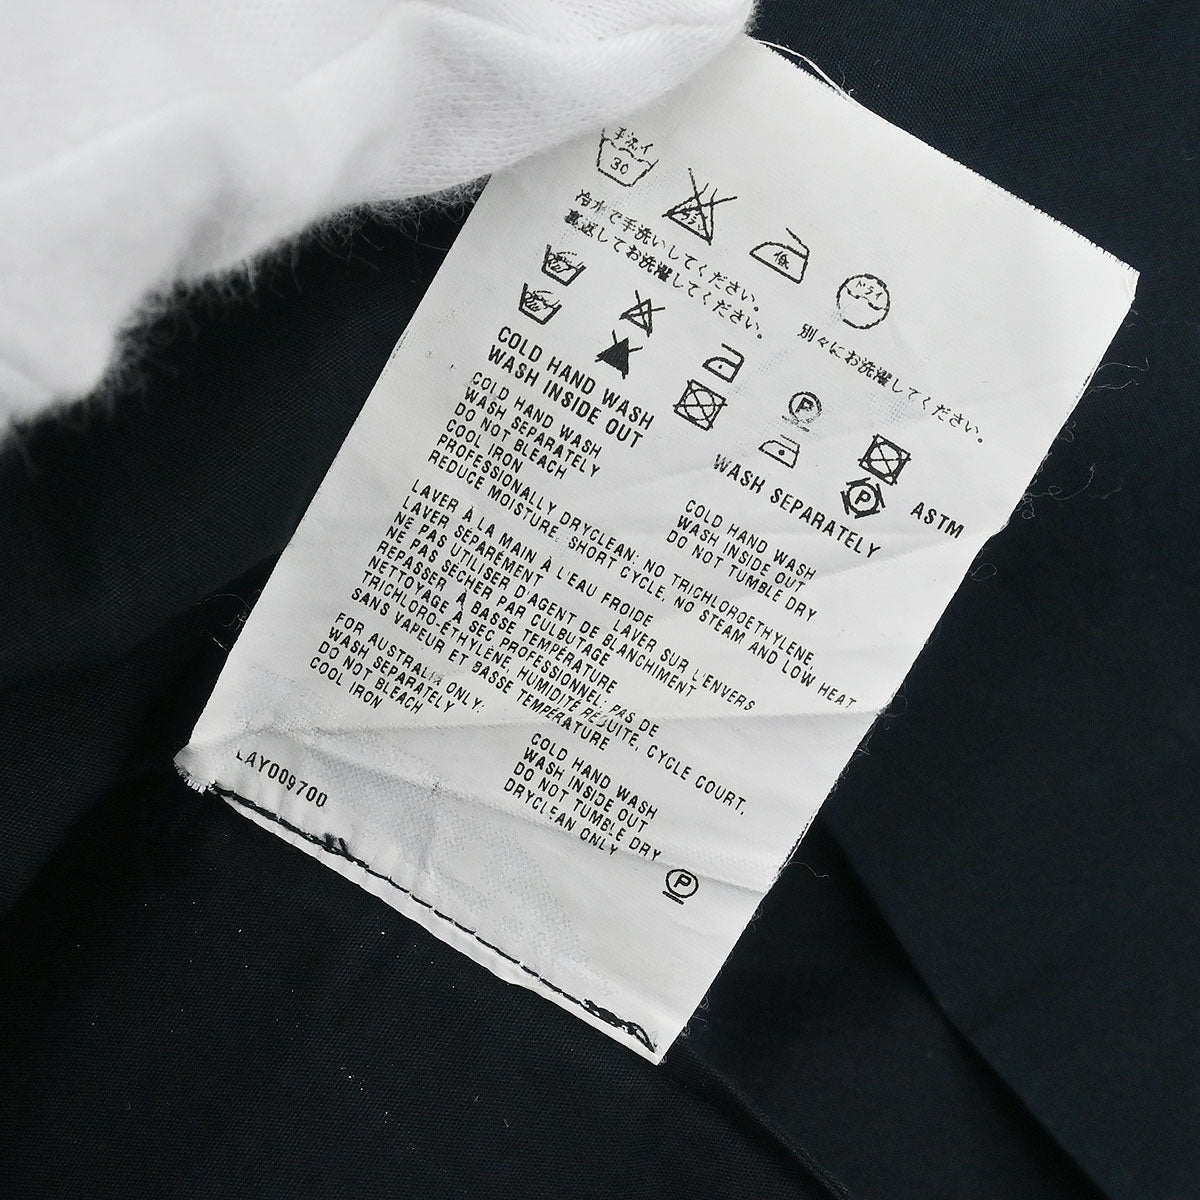 手洗イ
30
エンソサラシ
低
ドライ
冷水で手洗いしてください。
裏返してお洗濯してください。
別々にお洗濯してください。
P
P
ASTM
COLD HAND WASH
WASH INSIDE OUT
WASH SEPARATELY
COLD HAND WASH
WASH SEPARATELY
DO NOT BLEACH
COOL IRON
COLD HAND WASH
WASH INSIDE OUT
DO NOT TUMBLE DRY
PROFESSIONALLY DRYCLEAN: NO TRICHLOROETHYLENE,
REDUCE MOISTURE, SHORT CYCLE, NO STEAM AND LOW HEAT
LAVER À LA MAIN À L'EAU FROIDE
LAVER SÉPARÉMENT LAVER SUR L'ENVERS
NE PAS UTILISER D'AGENT DE BLANCHIMENT
NE PAS SÉCHER PAR CULBUTAGE
REPASSER À BASSE TEMPÉRATURE
NETTOYAGE À SEC PROFESSIONNEL: PAS DE
TRICHLORO-ÉTHYLÈNE, HUMIDITÉ RÉDUITE, CYCLE COURT,
SANS VAPEUR ET BASSE TEMPÉRATURE
FOR AUSTRALIA ONLY:
WASH SEPARATELY
DO NOT BLEACH
COOL IRON
COLD HAND WASH
WASH INSIDE OUT
DO NOT TUMBLE DRY
DRYCLEAN ONLY
P
LAY009700